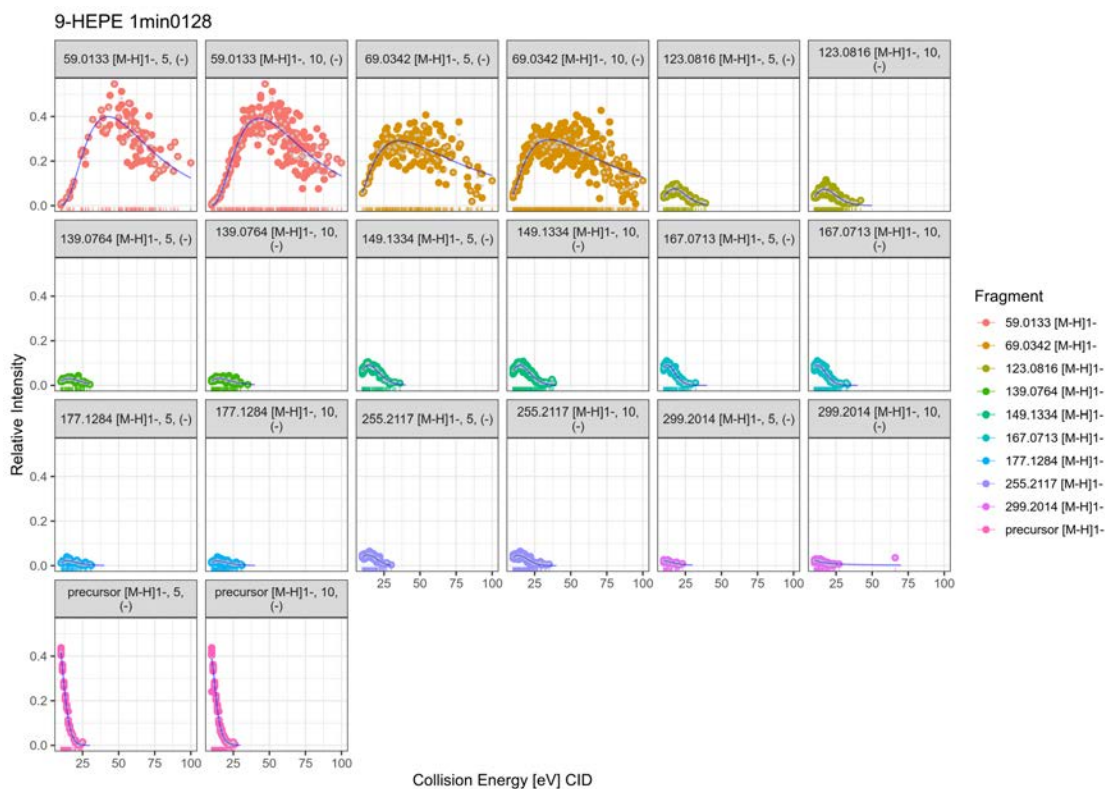 9-HEPE 1min0128
59.0133 [M-H]1-, 5, (-)
59.0133 [M-H]1-, 10, (-)
69.0342 [M-H]1-, 5, (-)
69.0342 [M-H]1-, 10, (-)
123.0816 [M-H]1-, 5, (-)
123.0816 [M-H]1-, 10,
(-)
0.4
0.2
0.0
139.0764 [M-H]1-, 5, (-)
139.0764 [M-H]1-, 10,
(-)
149.1334 [M-H]1-, 5, (-)
149.1334 [M-H]1-, 10,
(-)
167.0713 [M-H]1-, 5, (-)
167.0713 [M-H]1-, 10,
(-)
0.4
0.2
0.0
177.1284 [M-H]1-, 5, (-)
177.1284 [M-H]1-, 10,
(-)
255.2117 [M-H]1-, 5, (-)
255.2117 [M-H]1-, 10,
(-)
299.2014 [M-H]1-, 5, (-)
299.2014 [M-H]1-, 10,
(-)
0.4
0.2
0.0
25 50 75 100 25 50 75 100 25 50 75 100 25 50 75 100
precursor [M-H]1-, 5,
(-)
precursor [M-H]1-, 10,
(-)
0.4
0.2
0.0
25 50 75 100 25 50 75 100
Relative Intensity
Collision Energy [eV] CID
Fragment
59.0133 [M-H]1-
69.0342 [M-H]1-
123.0816 [M-H]1-
139.0764 [M-H]1-
149.1334 [M-H]1-
167.0713 [M-H]1-
177.1284 [M-H]1-
255.2117 [M-H]1-
299.2014 [M-H]1-
precursor [M-H]1-